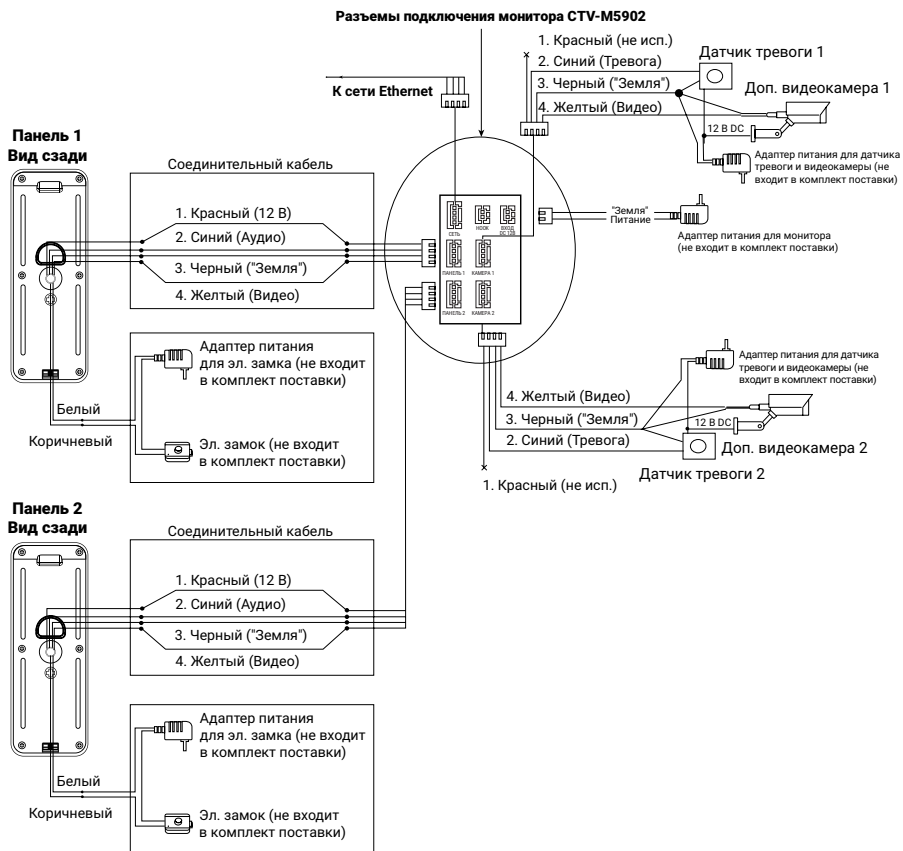 Разъемы подключения монитора CTV-M5902
1. Красный (не исп.)
2. Синий (Тревога)
3. Черный ("Земля")
4. Желтый (Видео)
Датчик тревоги 1
Доп. видеокамера 1
12 В DC
Адаптер питания для датчика
тревоги и видеокамеры (не
входит в комплект поставки)
К сети Ethernet
"Земля"
Питание
Адаптер питания для монитора
(не входит в комплект поставки)
СЕТЬ
HOOK
ВХОД
DC 12В
ПАНЕЛЬ 1
КАМЕРА 1
ПАНЕЛЬ 2
КАМЕРА 2
Панель 1
Вид сзади
Соединительный кабель
1. Красный (12 В)
2. Синий (Аудио)
3. Черный ("Земля")
4. Желтый (Видео)
Адаптер питания
для эл. замка (не входит
в комплект поставки)
Белый
Коричневый
Эл. замок (не входит
в комплект поставки)
Адаптер питания для датчика
тревоги и видеокамеры (не
входит в комплект поставки)
4. Желтый (Видео)
3. Черный ("Земля")
2. Синий (Тревога)
1. Красный (не исп.)
12 В DC
Доп. видеокамера 2
Датчик тревоги 2
Панель 2
Вид сзади
Соединительный кабель
1. Красный (12 В)
2. Синий (Аудио)
3. Черный ("Земля")
4. Желтый (Видео)
Адаптер питания
для эл. замка (не входит
в комплект поставки)
Белый
Коричневый
Эл. замок (не входит
в комплект поставки)